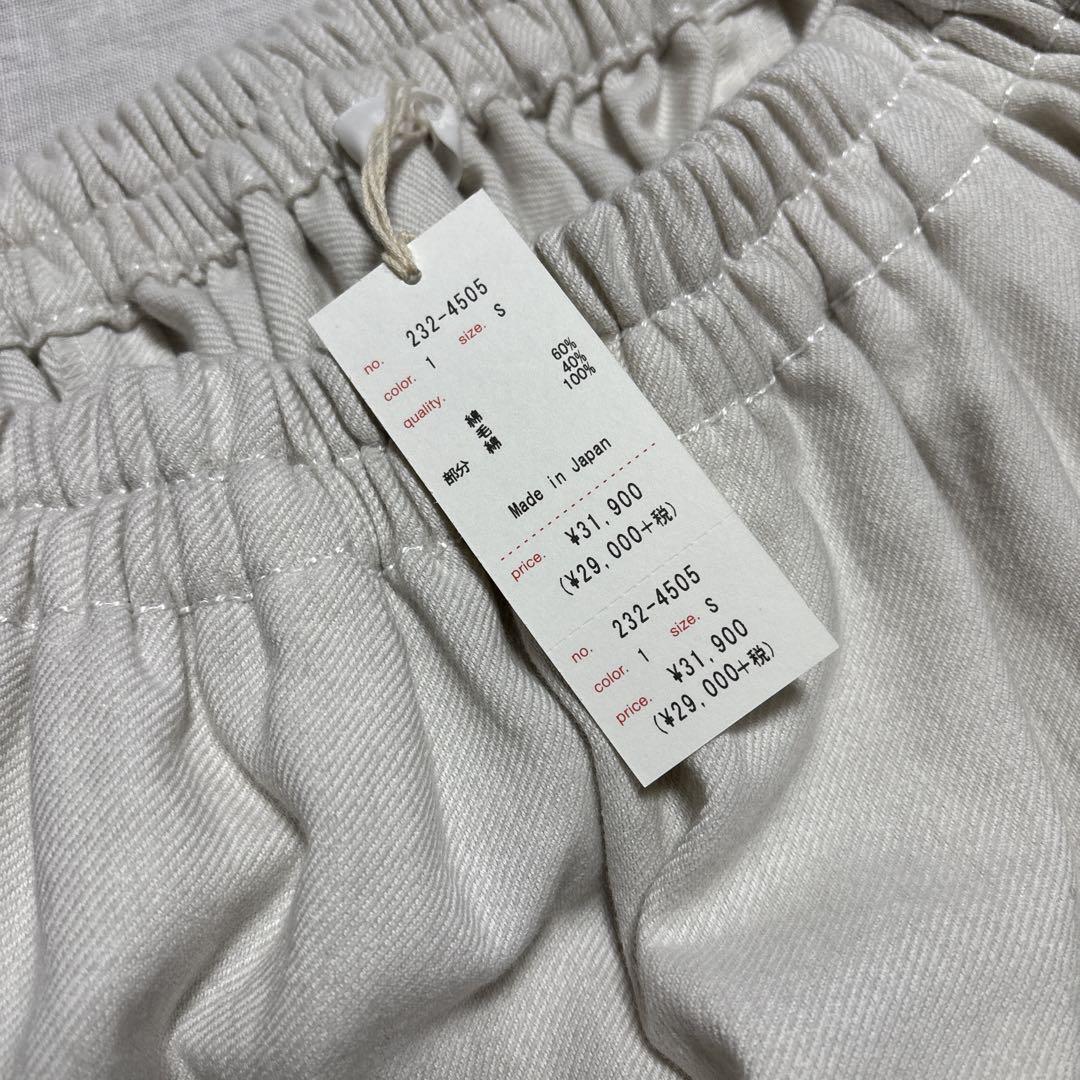 no. 232-4505
color. 1 size. S
quality.
綿 60%
毛 40%
部分 綿 100%
Made in Japan
price. ¥31,900
(¥29,000+税)
no. 232-4505
color. 1 size. S
price. ¥31,900
(¥29,000+税)